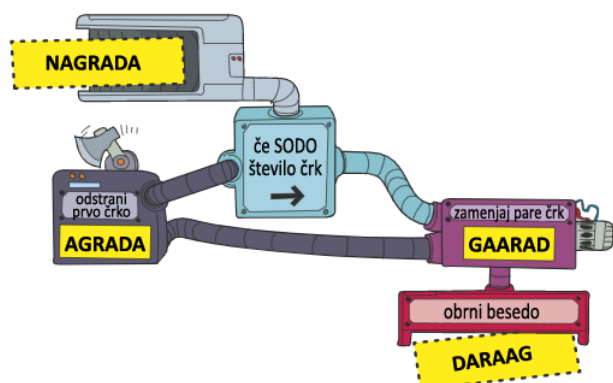 NAGRADA
če SODO
število črk
odstrani
prvo črko
AGRADA
zamenjaj pare črk
GAARAD
obrni besedo
DARAAG